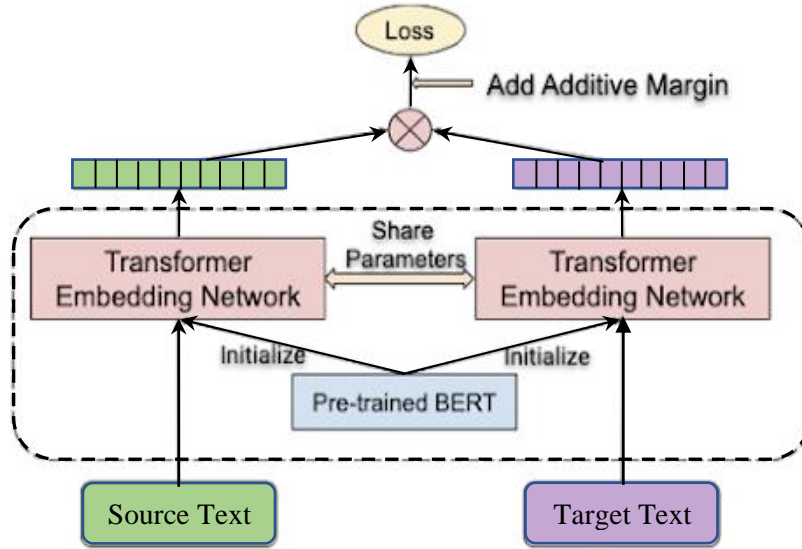 Loss
Add Additive Margin
Share
Parameters
Transformer
Embedding Network
Transformer
Embedding Network
Initialize
Initialize
Pre-trained BERT
Source Text
Target Text